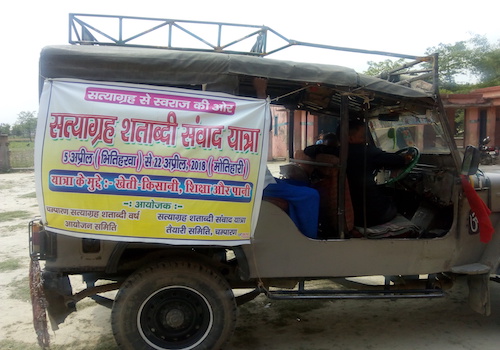 सत्याग्रह से स्वराज की ओर
सत्याग्रह शताब्दी संवाद यात्रा
5 अप्रैल (भितिहरवा) से 22 अप्रैल, 2018 (मोतिहारी)
यात्रा के मुद्दे :- खेती किसानी, शिक्षा और पानी
-: आयोजक :-
चम्पारण सत्याग्रह शताब्दी वर्ष
आयोजन समिति
सत्याग्रह शताब्दी संवाद यात्रा
तैयारी समिति, चम्पारण